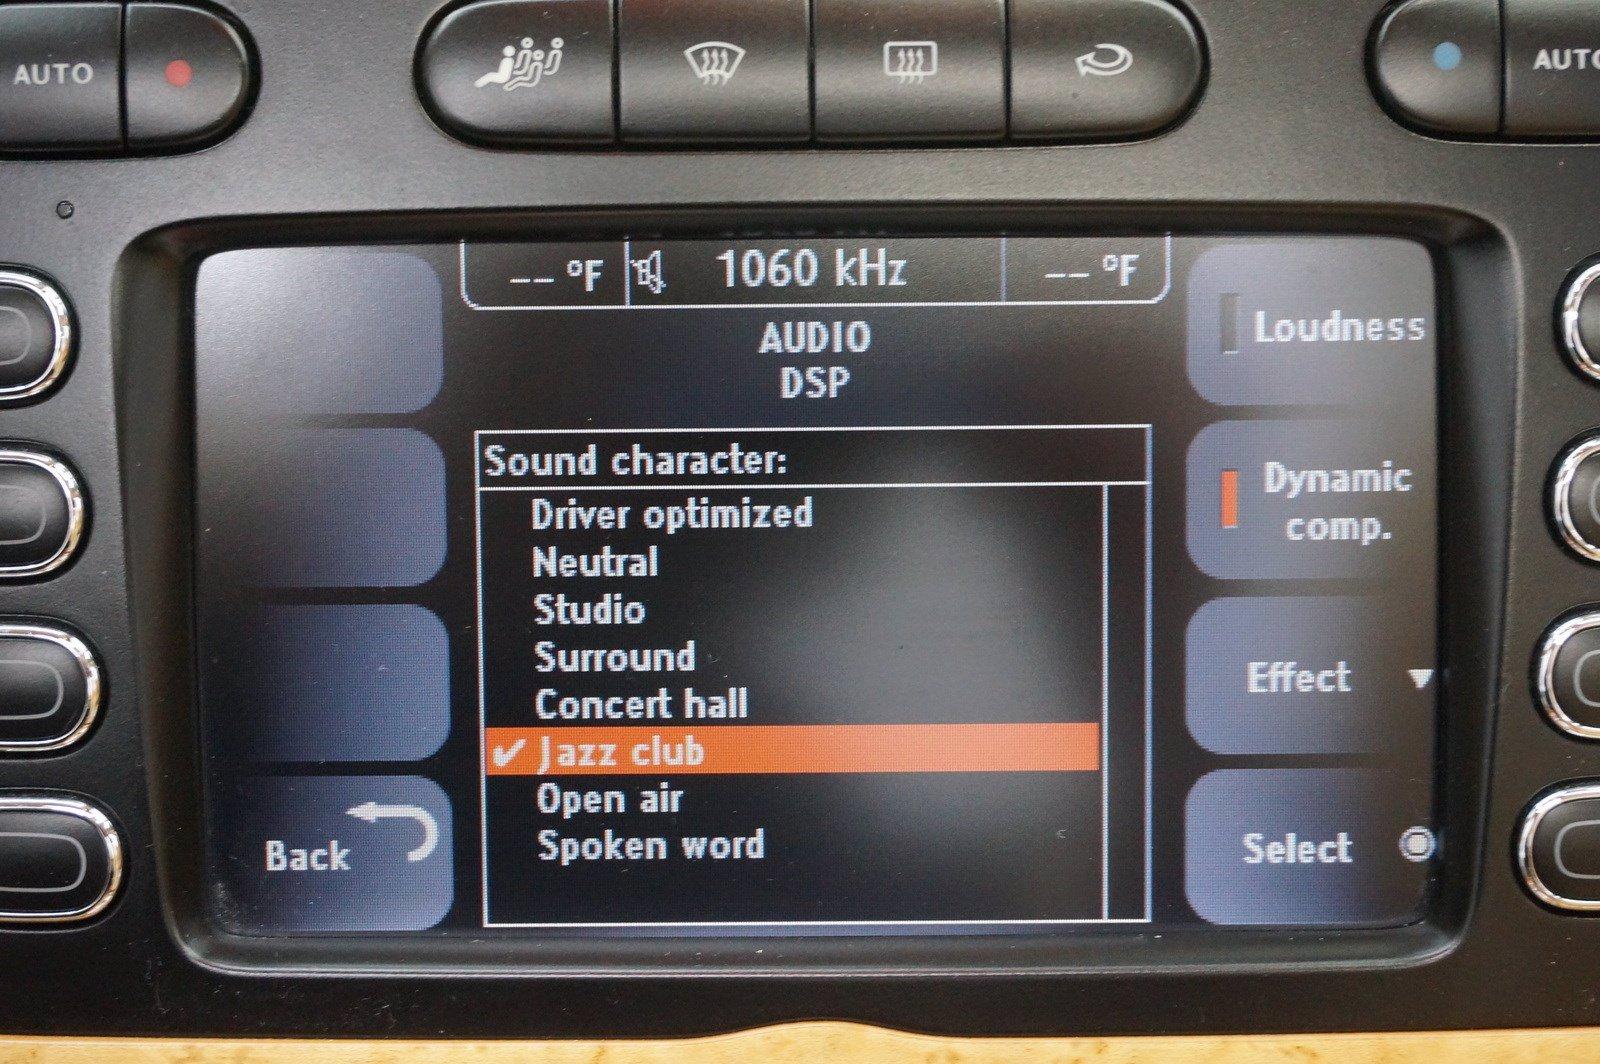 AUTO
AUTO
-- °F
1060 kHz
-- °F
AUDIO
DSP
Loudness
Sound character:
Dynamic
comp.
Driver optimized
Neutral
Studio
Surround
Effect
Concert hall
✔ Jazz club
Open air
Spoken word
Select
Back